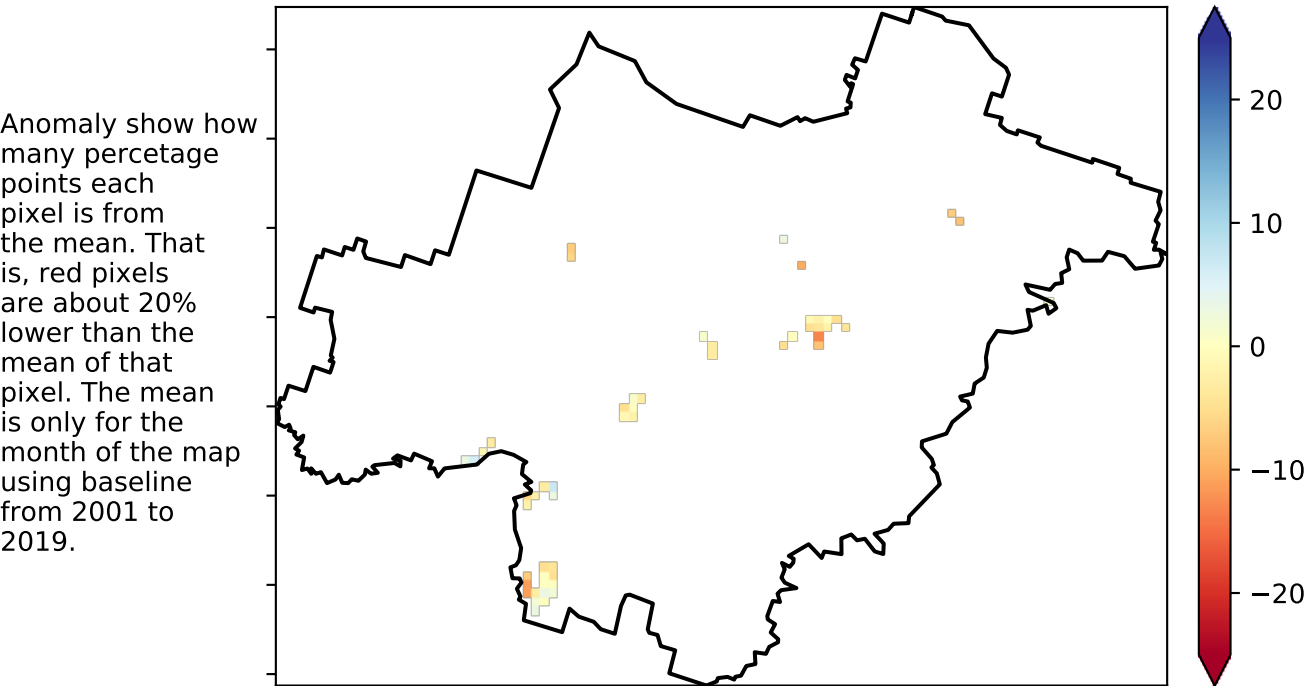 Anomaly show how
many percetage
points each
pixel is from
the mean. That
is, red pixels
are about 20%
lower than the
mean of that
pixel. The mean
is only for the
month of the map
using baseline
from 2001 to
2019.
20
10
0
−10
−20